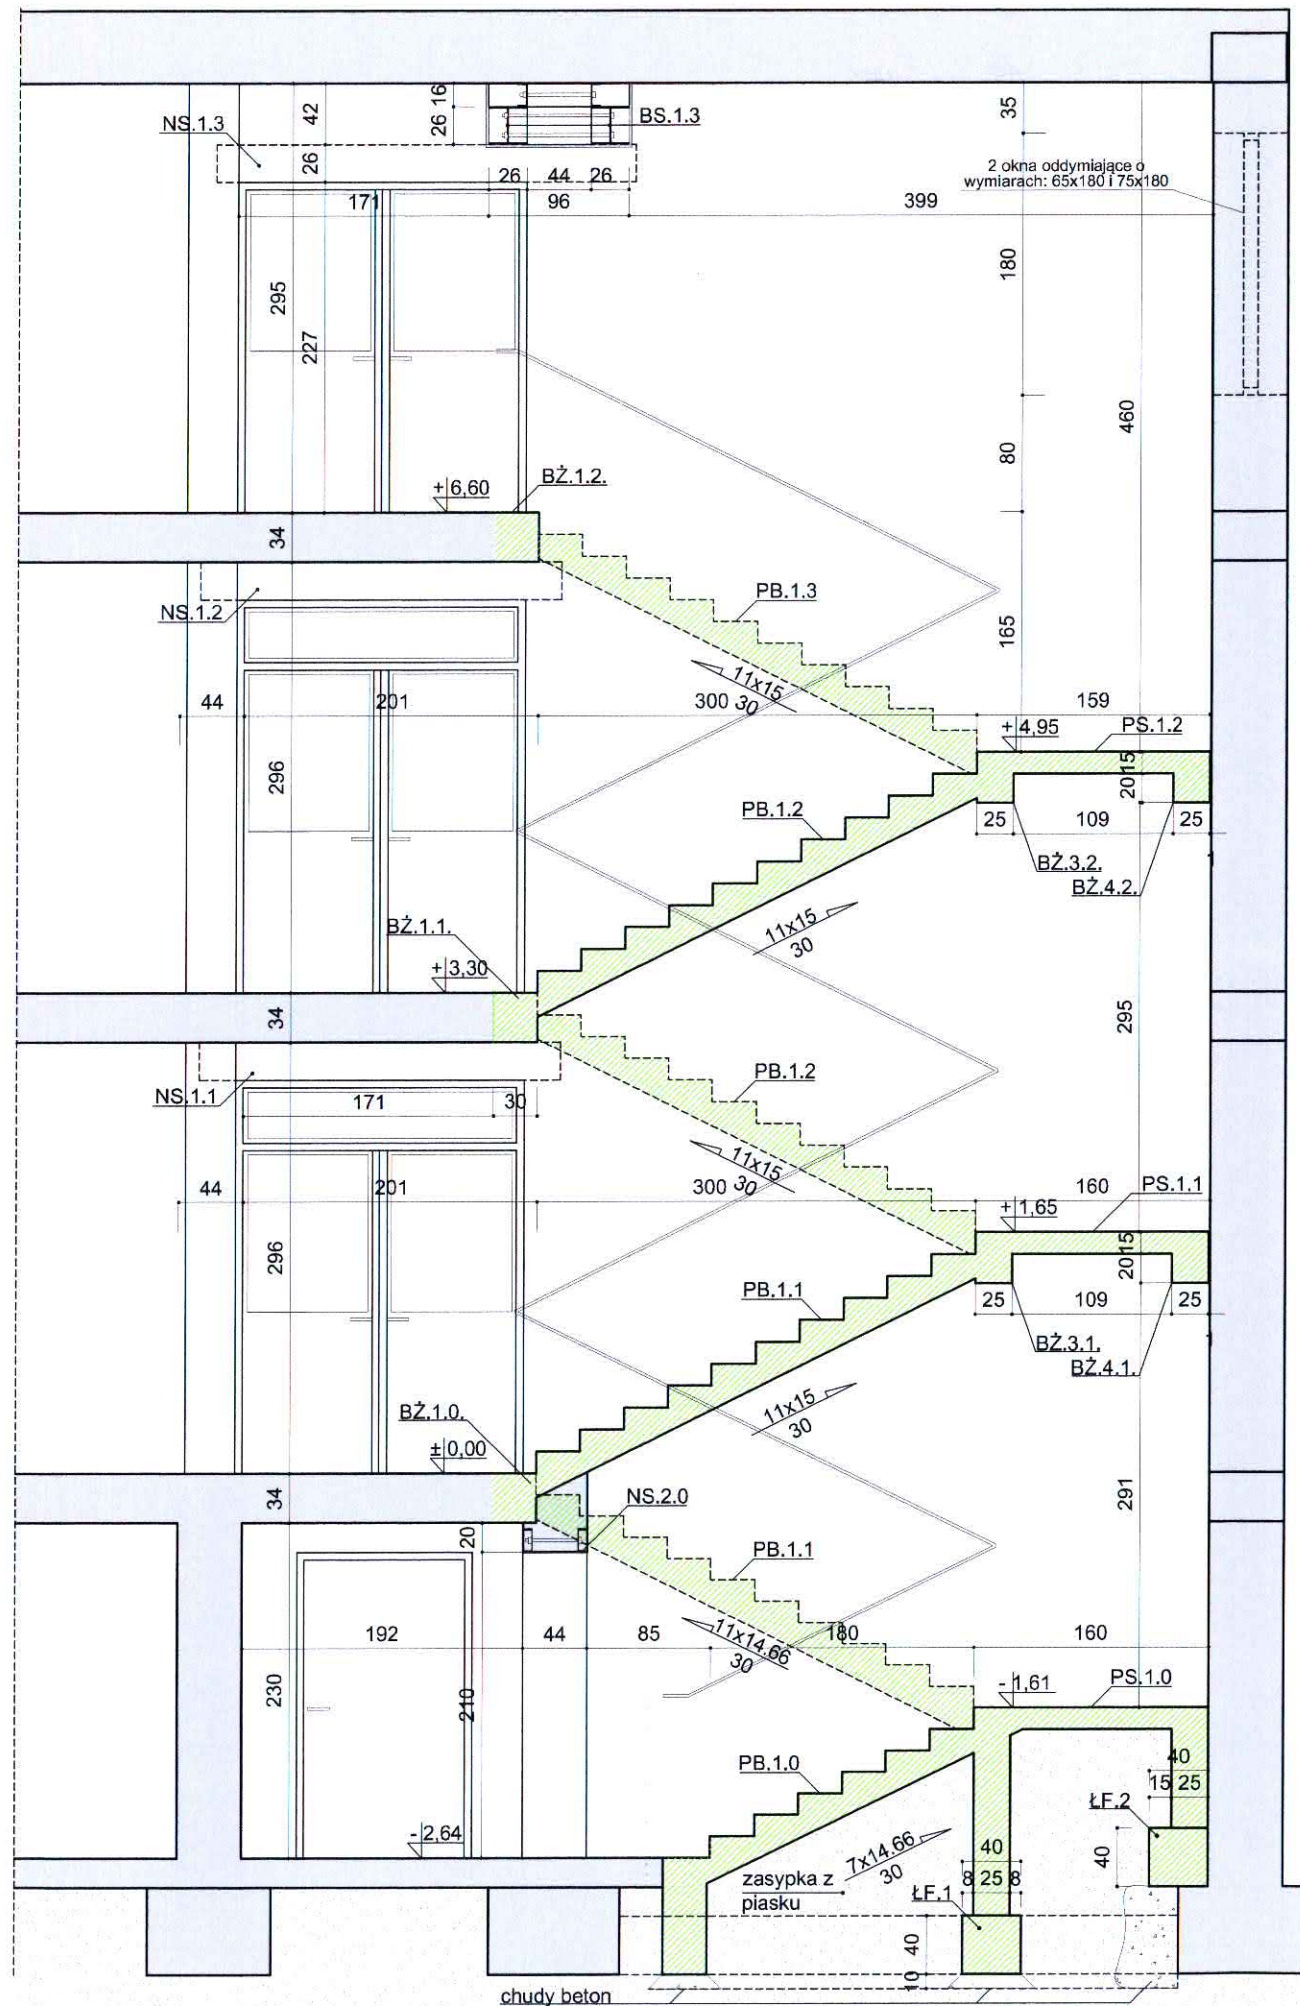 42
16
26
NS.1.3
BS.1.3
35
26
26
44
26
2 okna oddymiające o
wymiarach: 65x180 i 75x180
171
96
399
295
227
180
460
80
+ 6,60
BŻ.1.2.
34
NS.1.2
PB.1.3
165
11x15
30
44
201
300
159
+ 4,95
PS.1.2
296
20
15
PB.1.2
25
109
25
BŻ.3.2.
BŻ.4.2.
BŻ.1.1.
11x15
30
+ 3,30
34
295
NS.1.1
PB.1.2
171
30
11x15
30
44
201
300
160
PS.1.1
+ 1,65
296
20
15
PB.1.1
25
109
25
BŻ.3.1.
BŻ.4.1.
11x15
30
BŻ.1.0.
± 0,00
34
NS.2.0
291
20
PB.1.1
192
44
85
11x14.66
30
180
160
230
210
- 1,61
PS.1.0
PB.1.0
40
15
25
ŁF.2
- 2,64
7x14.66
30
40
40
zasypka z
piasku
8
25
8
ŁF.1
40
10
chudy beton